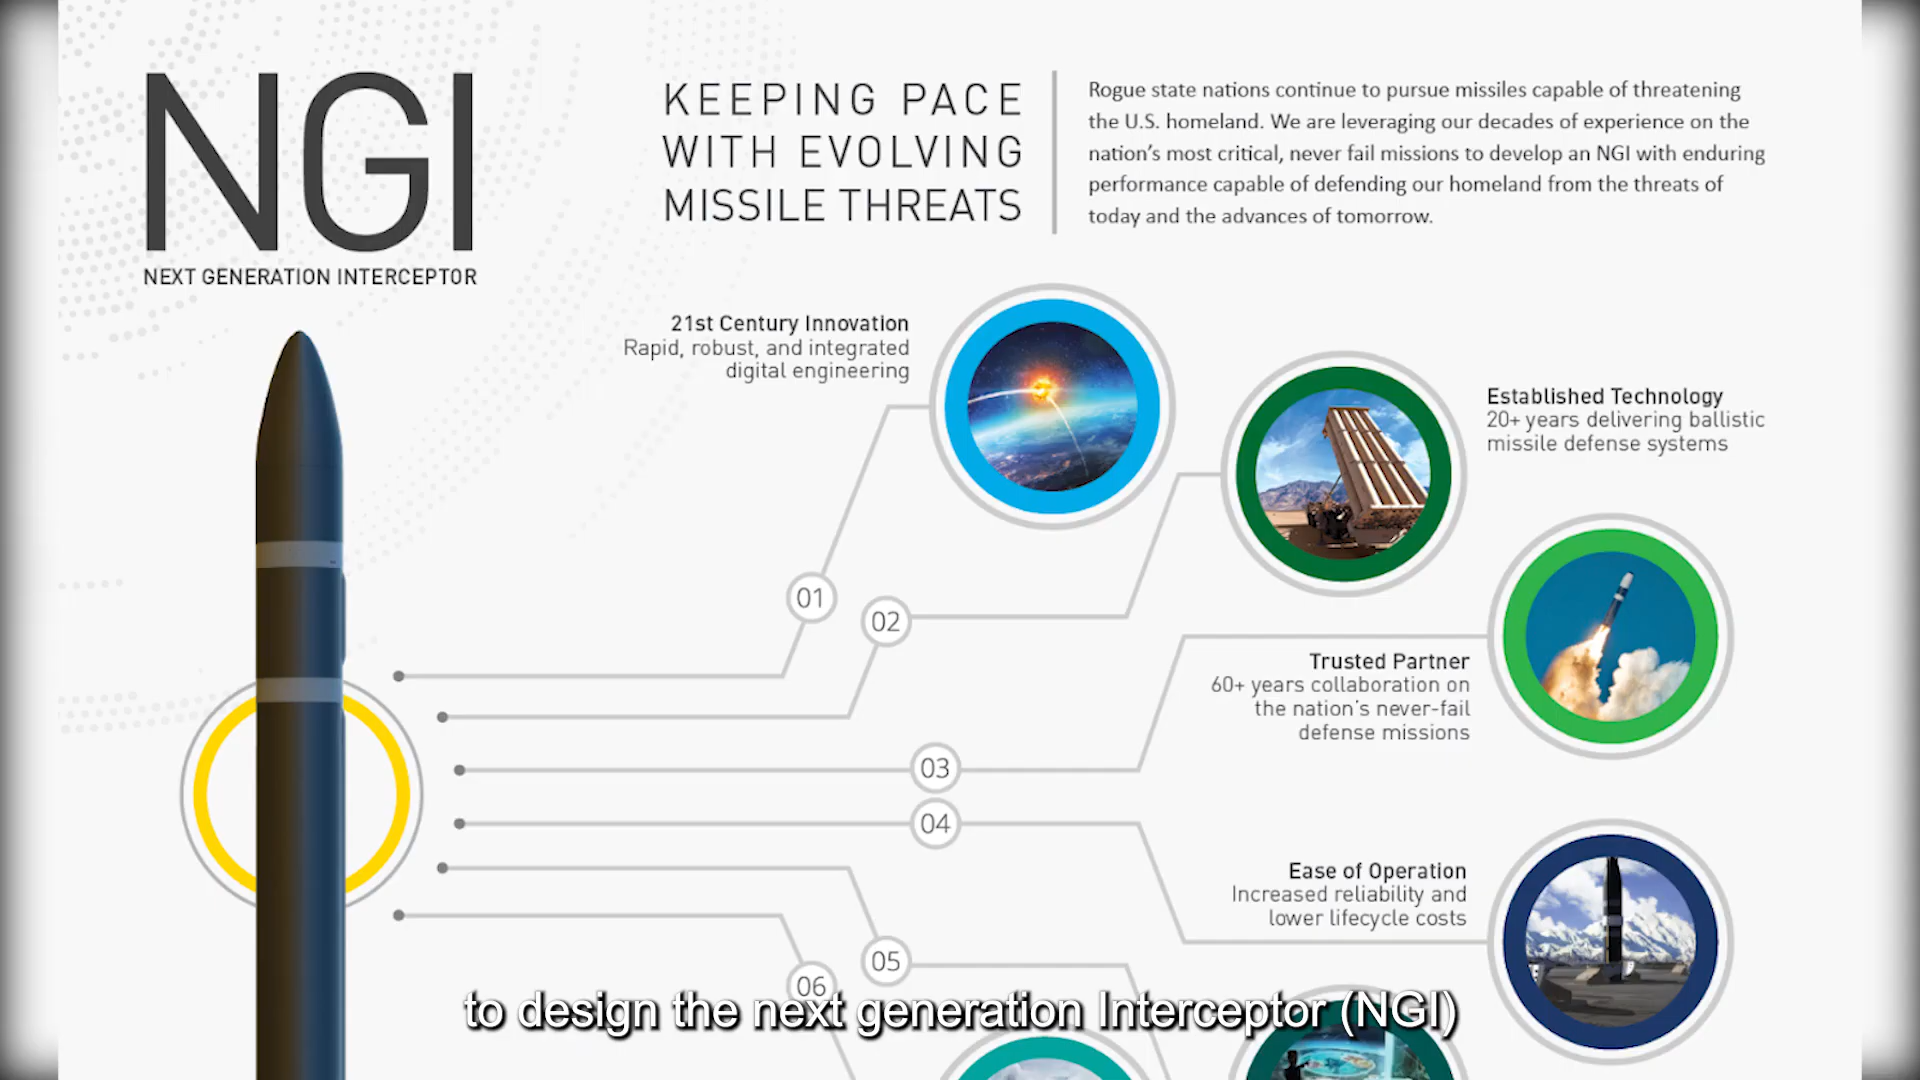 NGI
NEXT GENERATION INTERCEPTOR
KEEPING PACE
WITH EVOLVING
MISSILE THREATS
Rogue state nations continue to pursue missiles capable of threatening
the U.S. homeland. We are leveraging our decades of experience on the
nation's most critical, never fail missions to develop an NGI with enduring
performance capable of defending our homeland from the threats of
today and the advances of tomorrow.
21st Century Innovation
Rapid, robust, and integrated
digital engineering
Established Technology
20+ years delivering ballistic
missile defense systems
01
02
Trusted Partner
60+ years collaboration on
the nation's never-fail
defense missions
03
04
Ease of Operation
Increased reliability and
lower lifecycle costs
05
06
to design the next generation Interceptor (NGI)